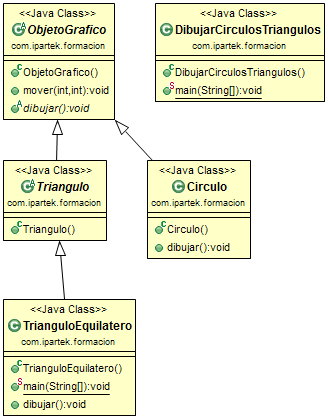 <<Java Class>>
ObjetoGrafico
com.ipartek.formacion
ObjetoGrafico()
mover(int,int):void
dibujar():void
<<Java Class>>
DibujarCirculosTriangulos
com.ipartek.formacion
DibujarCirculosTriangulos()
main(String[]):void
<<Java Class>>
Triangulo
com.ipartek.formacion
Triangulo()
<<Java Class>>
Circulo
com.ipartek.formacion
Circulo()
dibujar():void
<<Java Class>>
TrianguloEquilatero
com.ipartek.formacion
TrianguloEquilatero()
main(String[]):void
dibujar():void